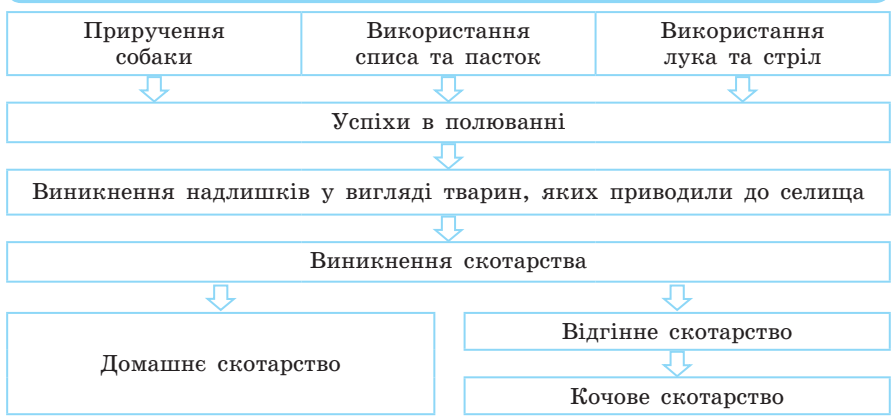 Приручення
собаки
Використання
списа та пасток
Використання
лука та стріл
Успіхи в полюванні
Виникнення надлишків у вигляді тварин, яких приводили до селища
Виникнення скотарства
Домашнє скотарство
Відгінне скотарство
Кочове скотарство